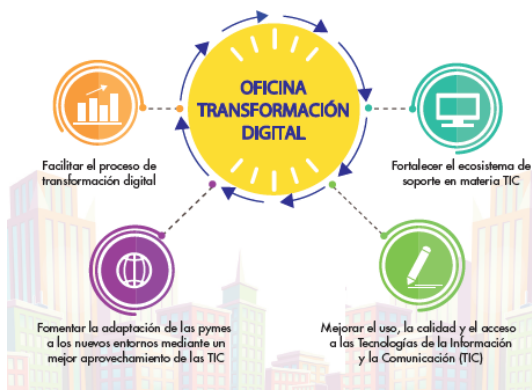 OFICINA
TRANSFORMACIÓN
DIGITAL
Facilitar el proceso de
transformación digital
Fortalecer el ecosistema de
soporte en materia TIC
Fomentar la adaptación de las pymes
a los nuevos entornos mediante un
mejor aprovechamiento de las TIC
Mejorar el uso, la calidad y el acceso
a las Tecnologías de la Información
y la Comunicación (TIC)